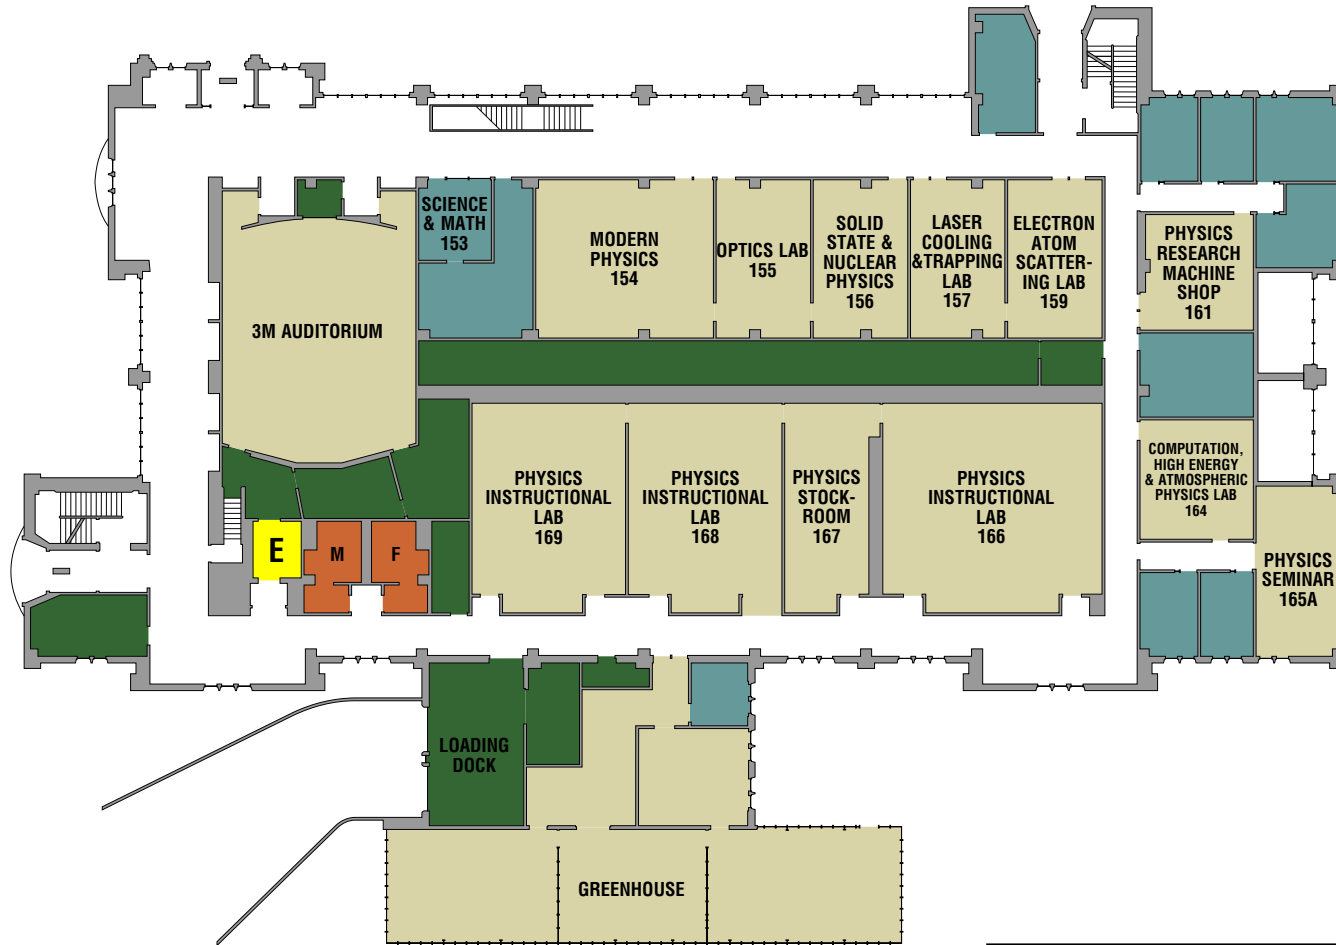 SCIENCE
& MATH
153
MODERN
PHYSICS
154
OPTICS LAB
155
SOLID
STATE &
NUCLEAR
PHYSICS
156
LASER
COOLING
&TRAPPING
LAB
157
ELECTRON
ATOM
SCATTER-
ING LAB
159
PHYSICS
RESEARCH
MACHINE
SHOP
161
3M AUDITORIUM
COMPUTATION,
HIGH ENERGY
& ATMOSPHERIC
PHYSICS LAB
164
PHYSICS
INSTRUCTIONAL
LAB
169
PHYSICS
INSTRUCTIONAL
LAB
168
PHYSICS
STOCK-
ROOM
167
PHYSICS
INSTRUCTIONAL
LAB
166
E
M
F
PHYSICS
SEMINAR
165A
LOADING
DOCK
GREENHOUSE